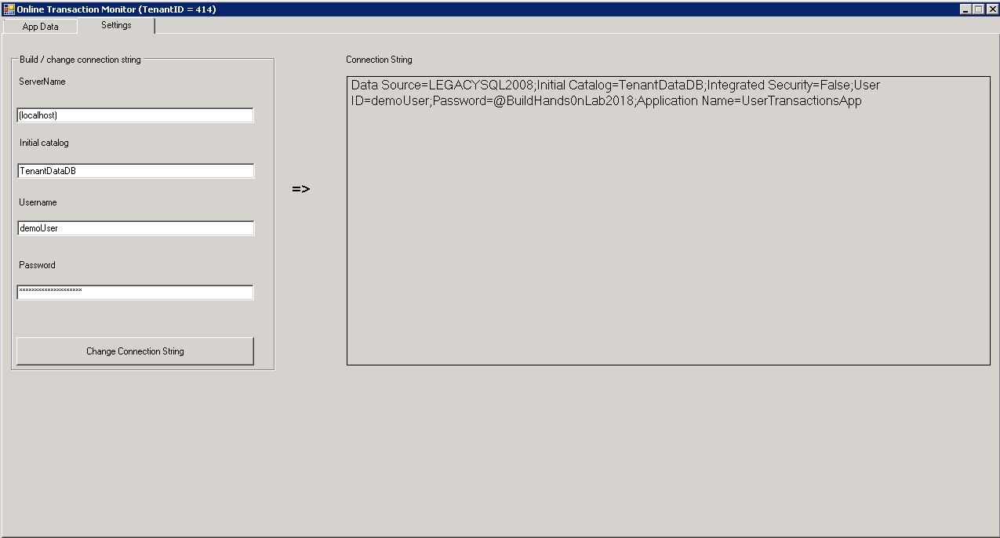 Online Transaction Monitor (TenantID = 414)
App Data
Settings
Build / change connection string
ServerName
(localhost)
Initial catalog
TenantDataDB
Username
demoUser
Password
xxxxxxxxxxxxxxxxxxxx
Change Connection String
=>
Connection String
Data Source=LEGACYSQL2008;Initial Catalog=TenantDataDB;Integrated Security=False;User
ID=demoUser;Password=@BuildHands0nLab2018;Application Name=UserTransactionsApp